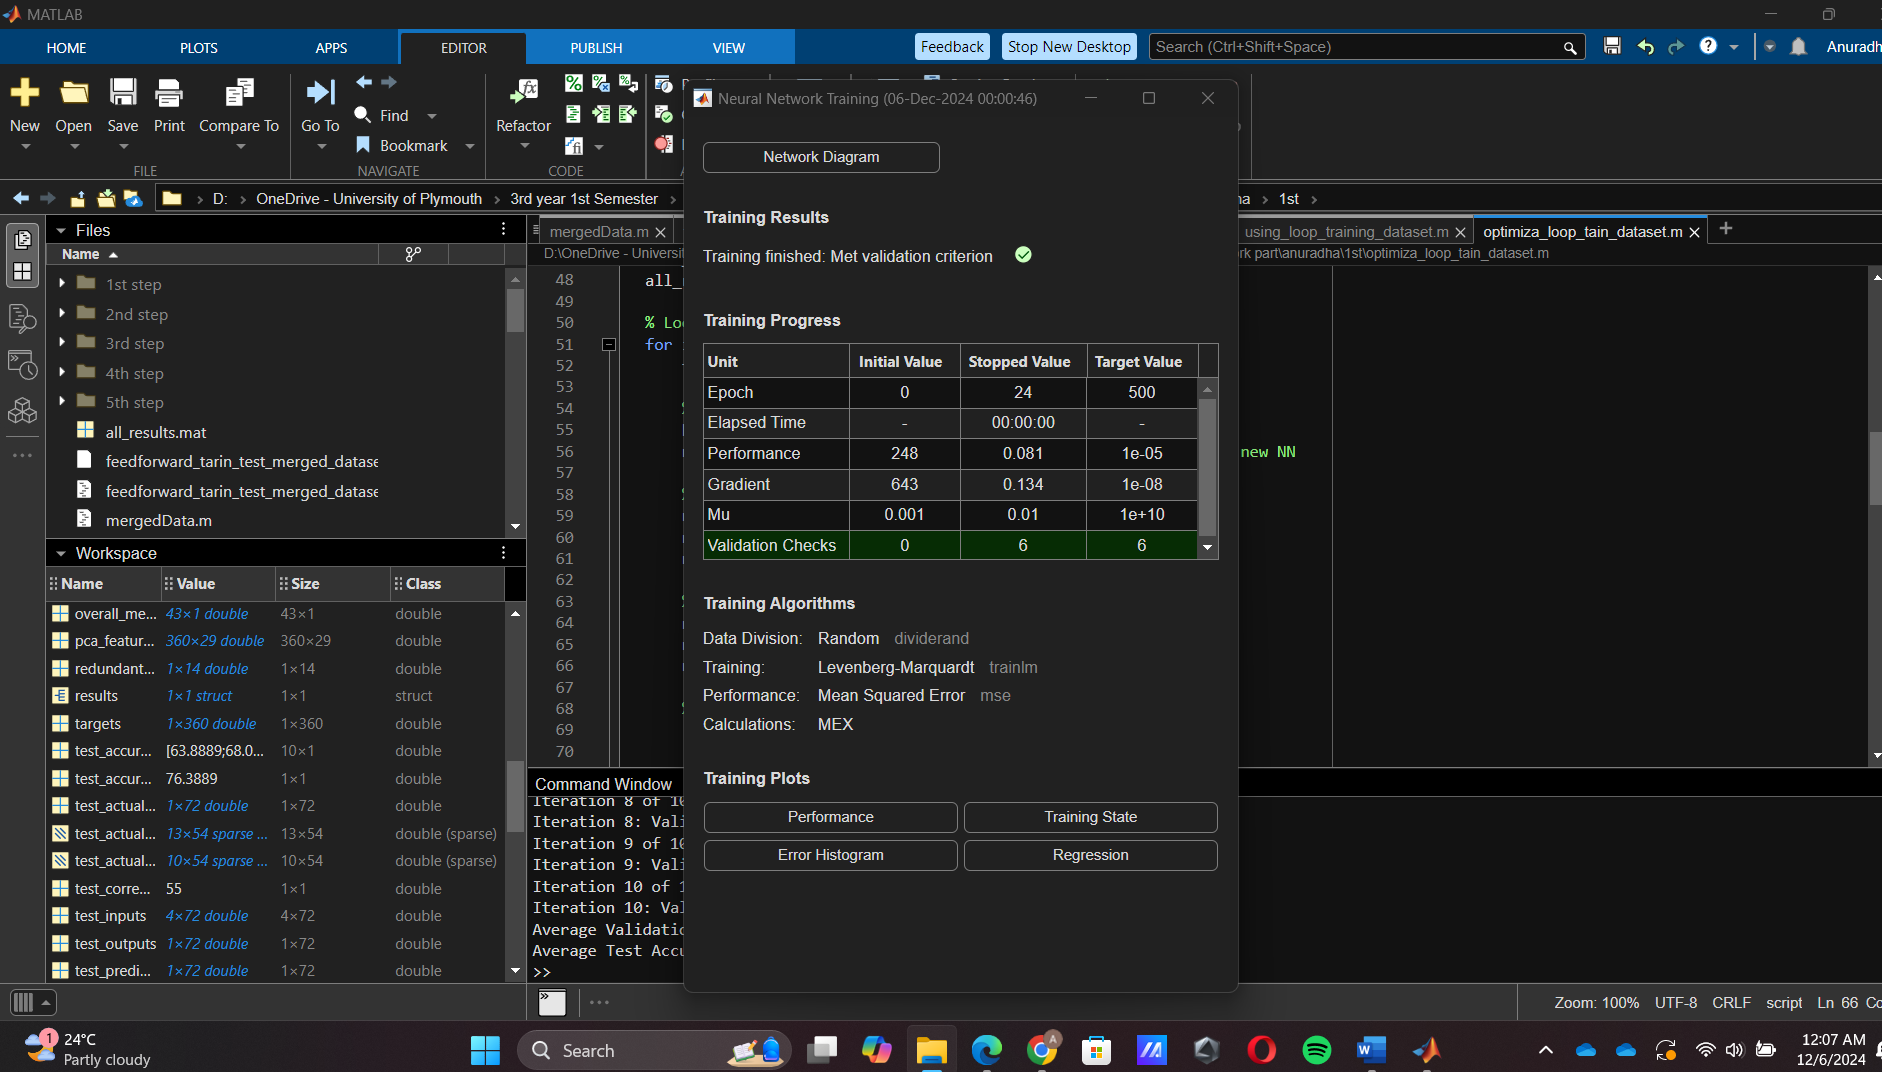 MATLAB
HOME PLOTS APPS EDITOR PUBLISH VIEW
Feedback Stop New Desktop Search (Ctrl+Shift+Space) Anuradh
New Open Save Print Compare To
Go To Find Bookmark
Refactor
FILE NAVIGATE CODE
D: OneDrive - University of Plymouth 3rd year 1st Semester
1st
Files
Name
1st step
2nd step
3rd step
4th step
5th step
all_results.mat
feedforward_tarin_test_merged_datase
feedforward_tarin_test_merged_datase
mergedData.m
Workspace
Name Value Size Class
overall_me... 43×1 double 43×1 double
pca_featur... 360×29 double 360×29 double
redundant... 1×14 double 1×14 double
results 1×1 struct 1×1 struct
targets 1×360 double 1×360 double
test_accur... [63.8889;68.0... 10×1 double
test_accur... 76.3889 1×1 double
test_actual... 1×72 double 1×72 double
test_actual... 13×54 sparse ... 13×54 double (sparse)
test_actual... 10×54 sparse ... 10×54 double (sparse)
test_corre... 55 1×1 double
test_inputs 4×72 double 4×72 double
test_outputs 1×72 double 1×72 double
test_predi... 1×72 double 1×72 double
mergedData.m using_loop_training_dataset.m optimiza_loop_tain_dataset.m
D:\OneDrive - Universi
rk part\anuradha\1st\optimiza_loop_tain_dataset.m
48 all_
49
50 % Loo
51 for
52
53
54
55
56 new NN
57
58
59
60
61
62
63
64
65
66
67
68
69
70
Neural Network Training (06-Dec-2024 00:00:46)
Network Diagram
Training Results
Training finished: Met validation criterion
Training Progress
Unit Initial Value Stopped Value Target Value
Epoch 0 24 500
Elapsed Time - 00:00:00 -
Performance 248 0.081 1e-05
Gradient 643 0.134 1e-08
Mu 0.001 0.01 1e+10
Validation Checks 0 6 6
Training Algorithms
Data Division: Random dividerand
Training: Levenberg-Marquardt trainlm
Performance: Mean Squared Error mse
Calculations: MEX
Training Plots
Performance Training State
Error Histogram Regression
Command Window
Iteration 8 of 10
Iteration 8: Vali
Iteration 9 of 10
Iteration 9: Vali
Iteration 10 of 1
Iteration 10: Val
Average Validatio
Average Test Accu
>>
Zoom: 100% UTF-8 CRLF script Ln 66 Co
1 24°C
Partly cloudy
Search
12:07 AM
12/6/2024